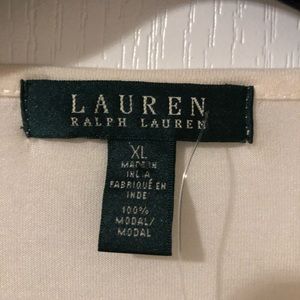 LAUREN
RALPH LAUREN
XL
MADE IN
INDIA
FABRIQUÉ EN
INDE
100%
MODAL/
MODAL